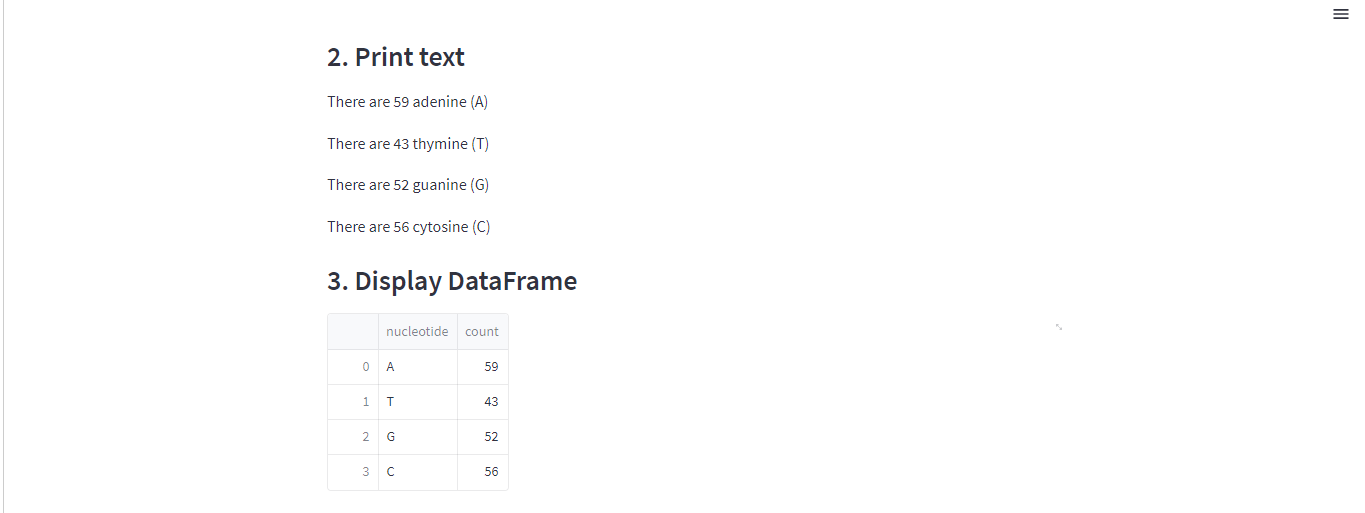 2. Print text
There are 59 adenine (A)
There are 43 thymine (T)
There are 52 guanine (G)
There are 56 cytosine (C)
3. Display DataFrame
nucleotide count
0 A 59
1 T 43
2 G 52
3 C 56